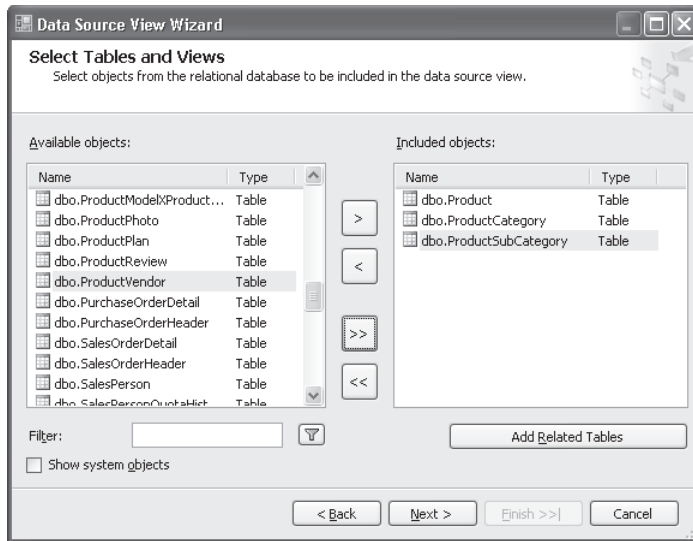 Data Source View Wizard
Select Tables and Views
Select objects from the relational database to be included in the data source view.
Available objects:
Name Type
dbo.ProductModelXProduct... Table
dbo.ProductPhoto Table
dbo.ProductPlan Table
dbo.ProductReview Table
dbo.ProductVendor Table
dbo.PurchaseOrderDetail Table
dbo.PurchaseOrderHeader Table
dbo.SalesOrderDetail Table
dbo.SalesOrderHeader Table
dbo.SalesPerson Table
dbo.SalesPersonQuotaHist Table
>
<
>>
<<
Included objects:
Name Type
dbo.Product Table
dbo.ProductCategory Table
dbo.ProductSubCategory Table
Filter:
Add Related Tables
Show system objects
< Back
Next >
Finish >>|
Cancel